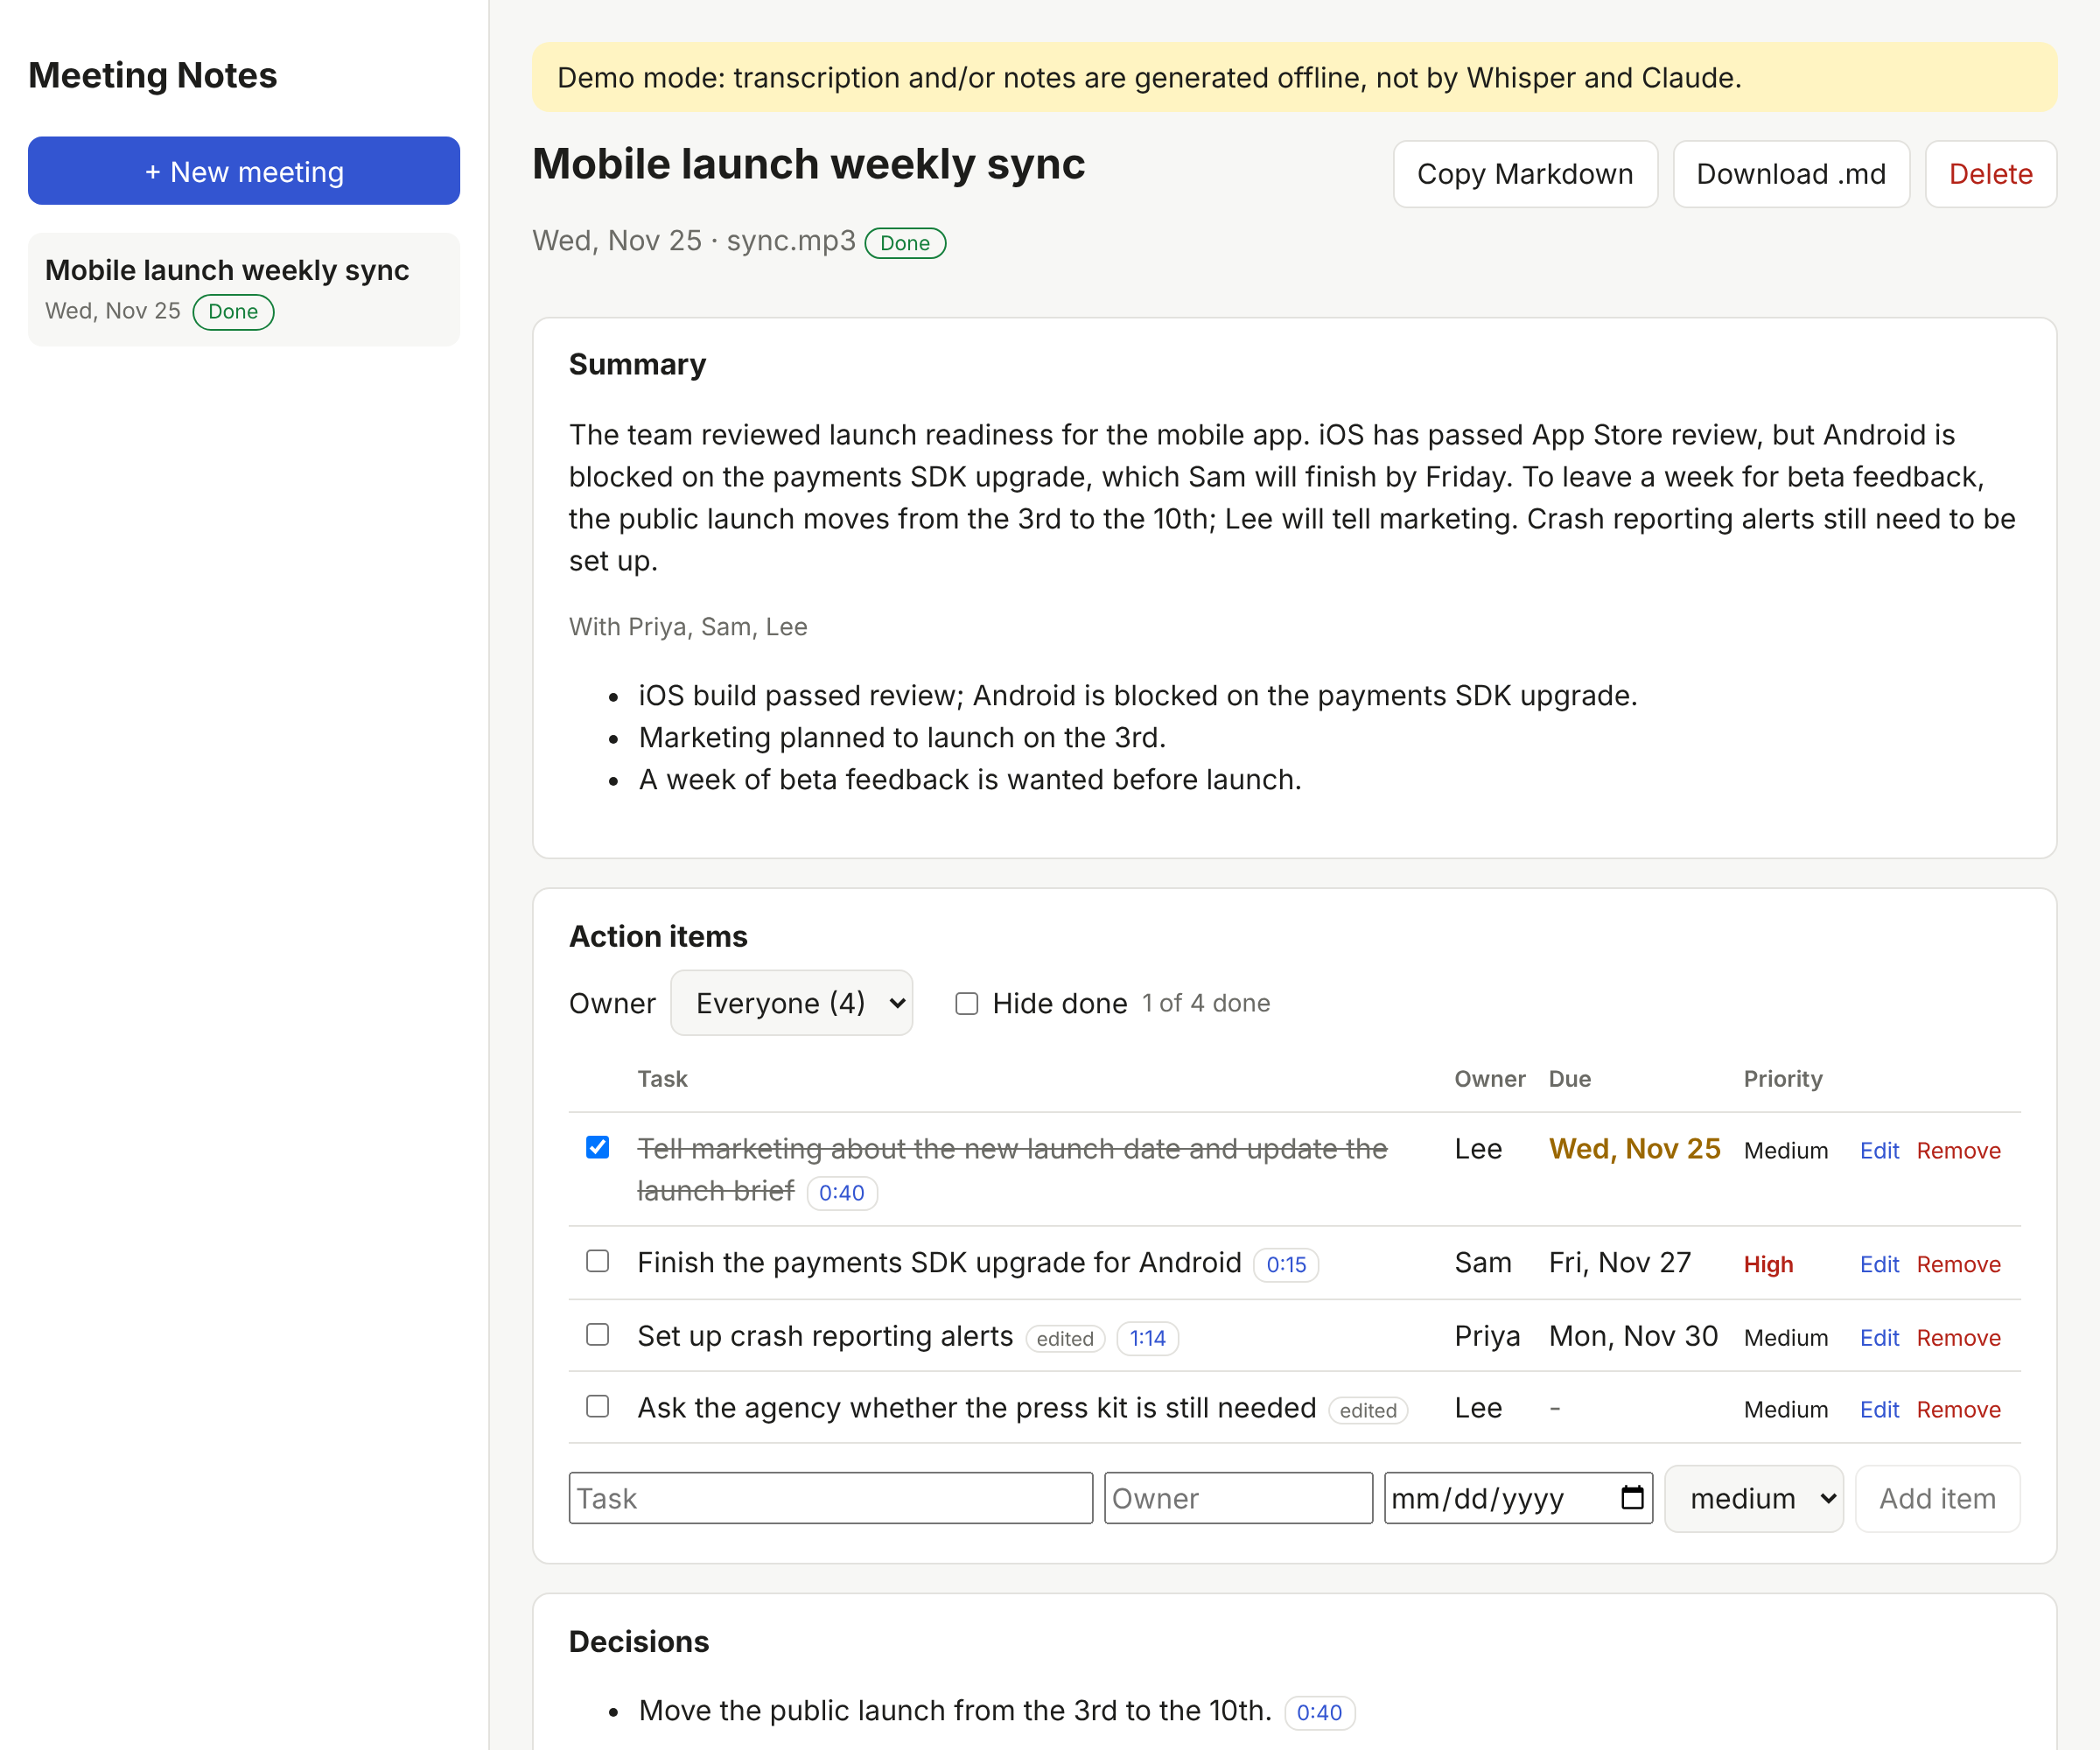 Meeting Notes
+ New meeting
Mobile launch weekly sync
Wed, Nov 25 Done
Demo mode: transcription and/or notes are generated offline, not by Whisper and Claude.
Mobile launch weekly sync
Copy Markdown Download .md Delete
Wed, Nov 25 · sync.mp3 Done
Summary
The team reviewed launch readiness for the mobile app. iOS has passed App Store review, but Android is
blocked on the payments SDK upgrade, which Sam will finish by Friday. To leave a week for beta feedback,
the public launch moves from the 3rd to the 10th; Lee will tell marketing. Crash reporting alerts still need to be
set up.
With Priya, Sam, Lee
• iOS build passed review; Android is blocked on the payments SDK upgrade.
• Marketing planned to launch on the 3rd.
• A week of beta feedback is wanted before launch.
Action items
Owner Everyone (4) Hide done 1 of 4 done
Task Owner Due Priority
Tell marketing about the new launch date and update the Lee Wed, Nov 25 Medium Edit Remove
launch brief 0:40
Finish the payments SDK upgrade for Android 0:15 Sam Fri, Nov 27 High Edit Remove
Set up crash reporting alerts edited 1:14 Priya Mon, Nov 30 Medium Edit Remove
Ask the agency whether the press kit is still needed edited Lee - Medium Edit Remove
Task Owner mm/dd/yyyy medium Add item
Decisions
• Move the public launch from the 3rd to the 10th. 0:40